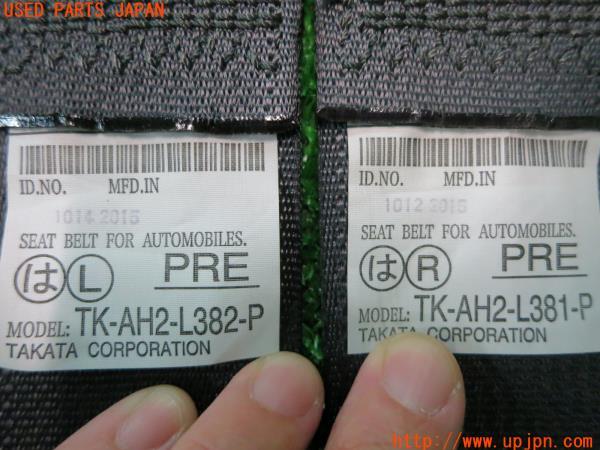 USED PARTS JAPAN
ID.NO. MFD.IN
1014 2015
SEAT BELT FOR AUTOMOBILES.
は L PRE
MODEL: TK-AH2-L382-P
TAKATA CORPORATION
ID.NO. MFD.IN
1012 2015
SEAT BELT FOR AUTOMOBILES.
は R PRE
MODEL: TK-AH2-L381-P
TAKATA CORPORATION
http://www.upjpn.com/